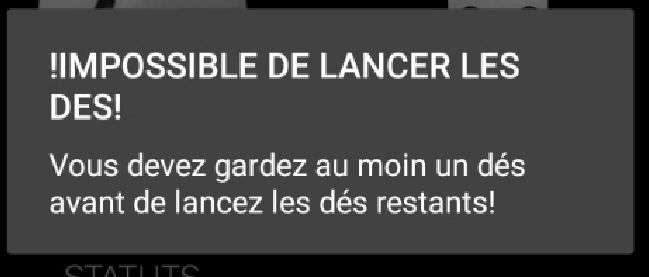 !IMPOSSIBLE DE LANCER LES
DES!
Vous devez gardez au moin un dés
avant de lancez les dés restants!
STATUTS